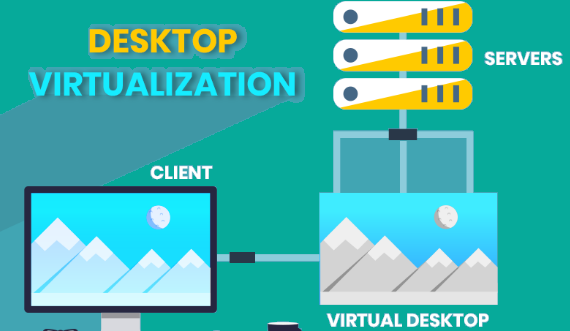 DESKTOP
VIRTUALIZATION
SERVERS
CLIENT
VIRTUAL DESKTOP